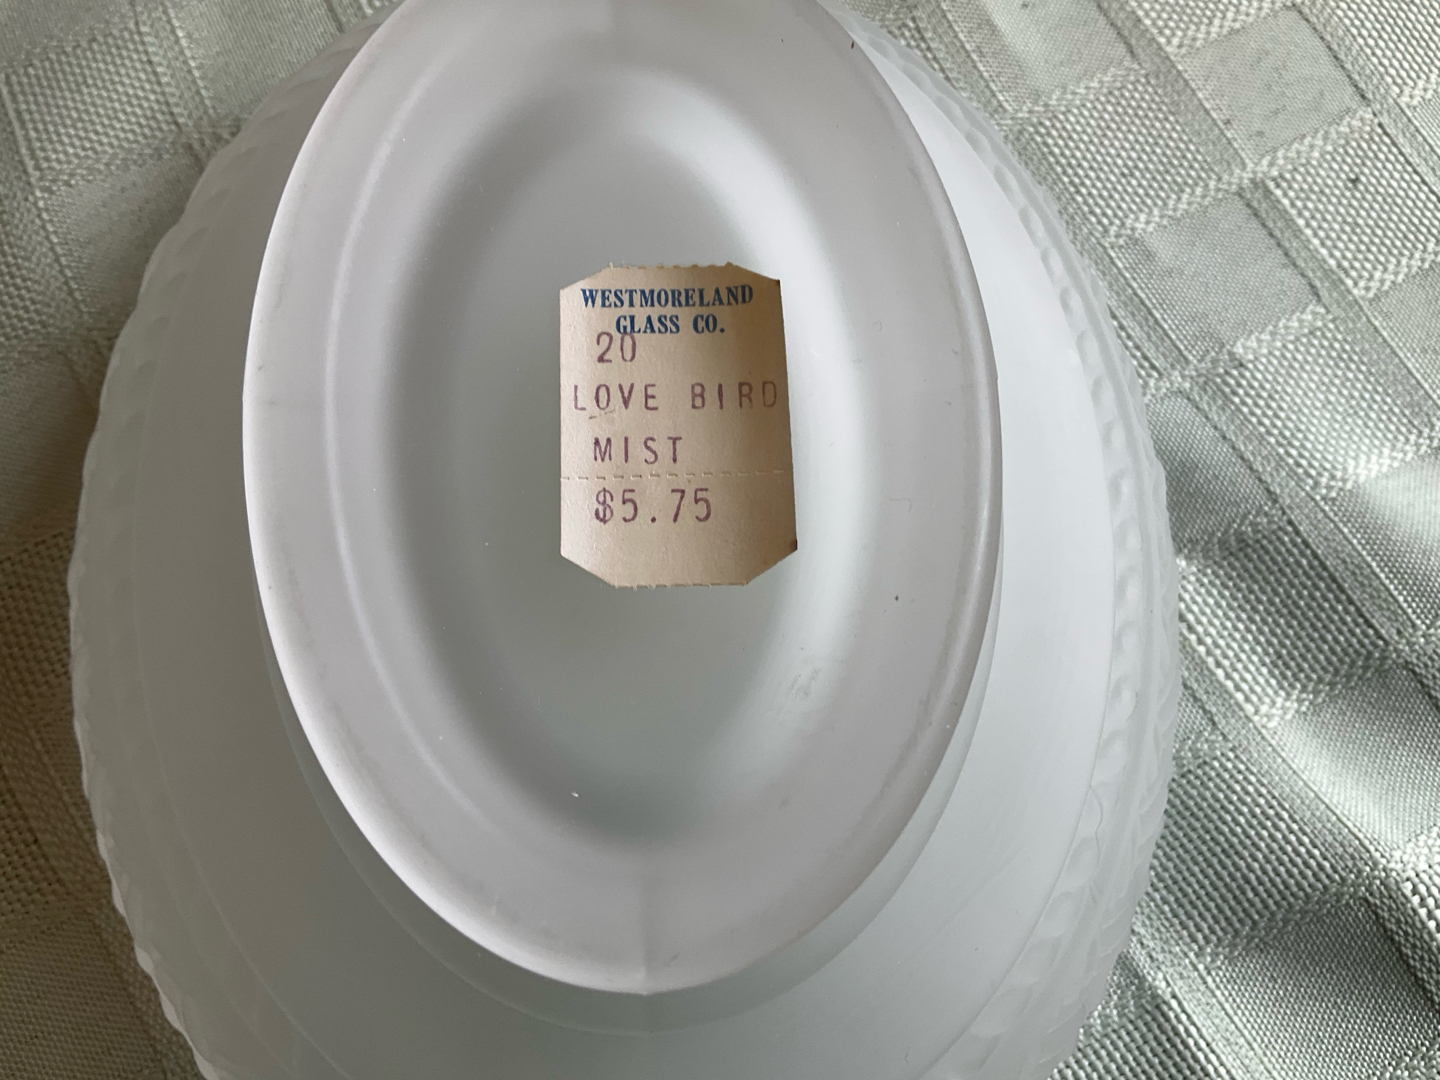 WESTMORELAND
GLASS CO.
20
LOVE BIRD
MIST
$5.75